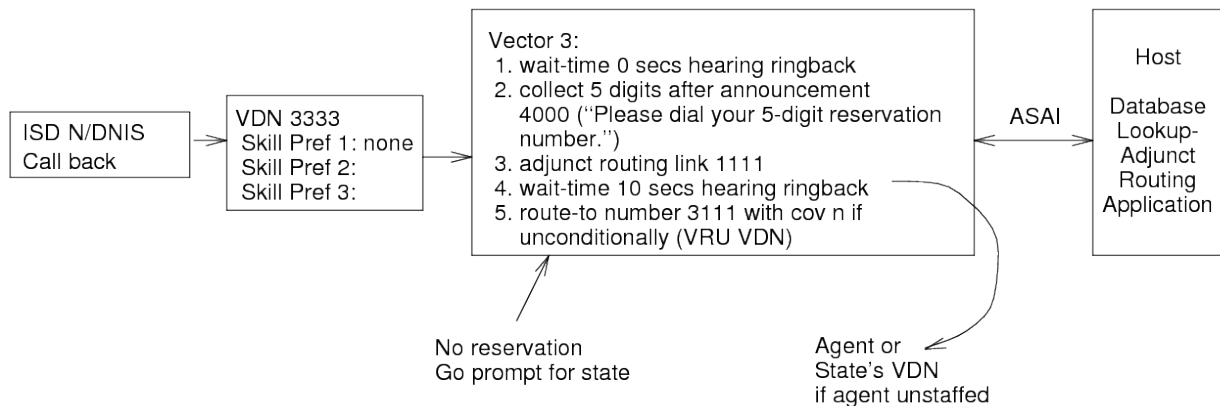 ISD N/DNIS
Call back
VDN 3333
Skill Pref 1: none
Skill Pref 2:
Skill Pref 3:
Vector 3:
1. wait-time 0 secs hearing ringback
2. collect 5 digits after announcement
4000 (“Please dial your 5-digit reservation
number.”)
3. adjunct routing link 1111
4. wait-time 10 secs hearing ringback
5. route-to number 3111 with cov n if
unconditionally (VRU VDN)
ASAI
Host
Database
Lookup-
Adjunct
Routing
Application
No reservation
Go prompt for state
Agent or
State's VDN
if agent unstaffed